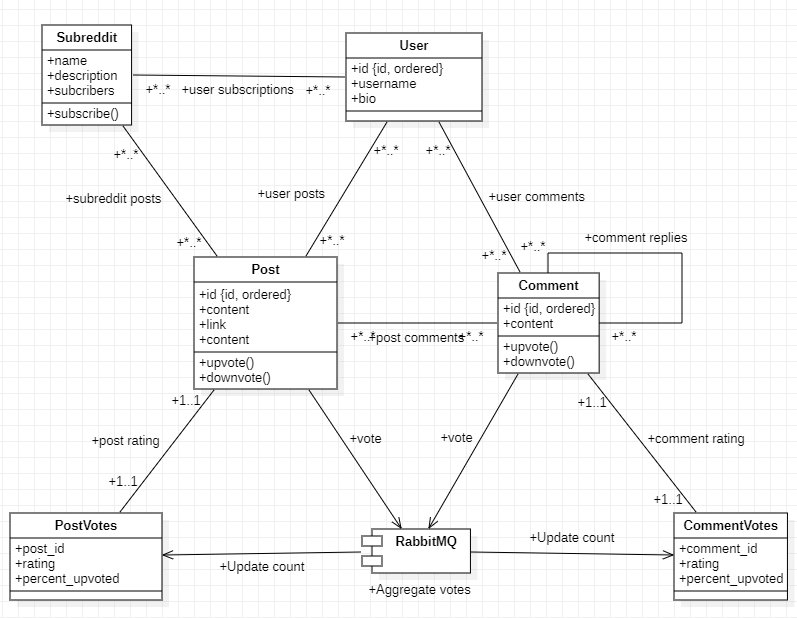 Subreddit
+name
+description
+subcribers
+subscribe()
User
+id {id, ordered}
+username
+bio
+*..*
+user subscriptions
+*..*
+*..*
+*..*
+*..*
+subreddit posts
+user posts
+user comments
+*..*
+*..*
+*..*
+*..*
+comment replies
Post
+id {id, ordered}
+content
+link
+content
+upvote()
+downvote()
Comment
+id {id, ordered}
+content
+upvote()
+downvote()
+*..*
+post comments
+*..*
+*..*
+1..1
+post rating
+1..1
+vote
+vote
+1..1
+comment rating
+1..1
PostVotes
+post_id
+rating
+percent_upvoted
RabbitMQ
+Update count
+Update count
+Aggregate votes
CommentVotes
+comment_id
+rating
+percent_upvoted